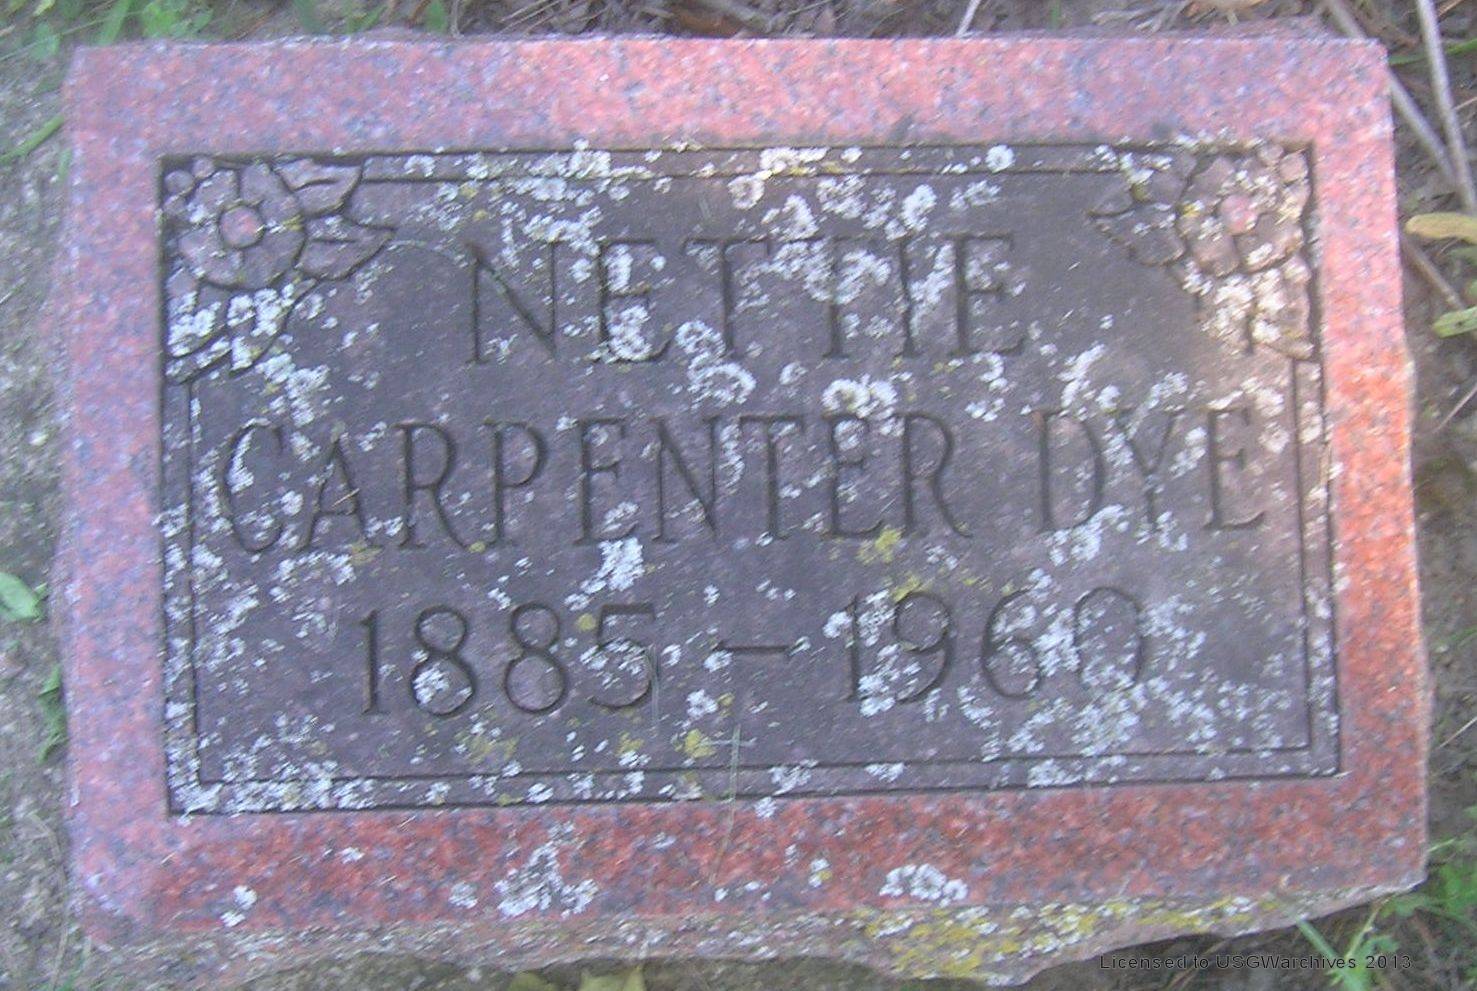 NETTIE
CARPENTER DYE
1885 - 1960
Licensed to USGWarchives 2013